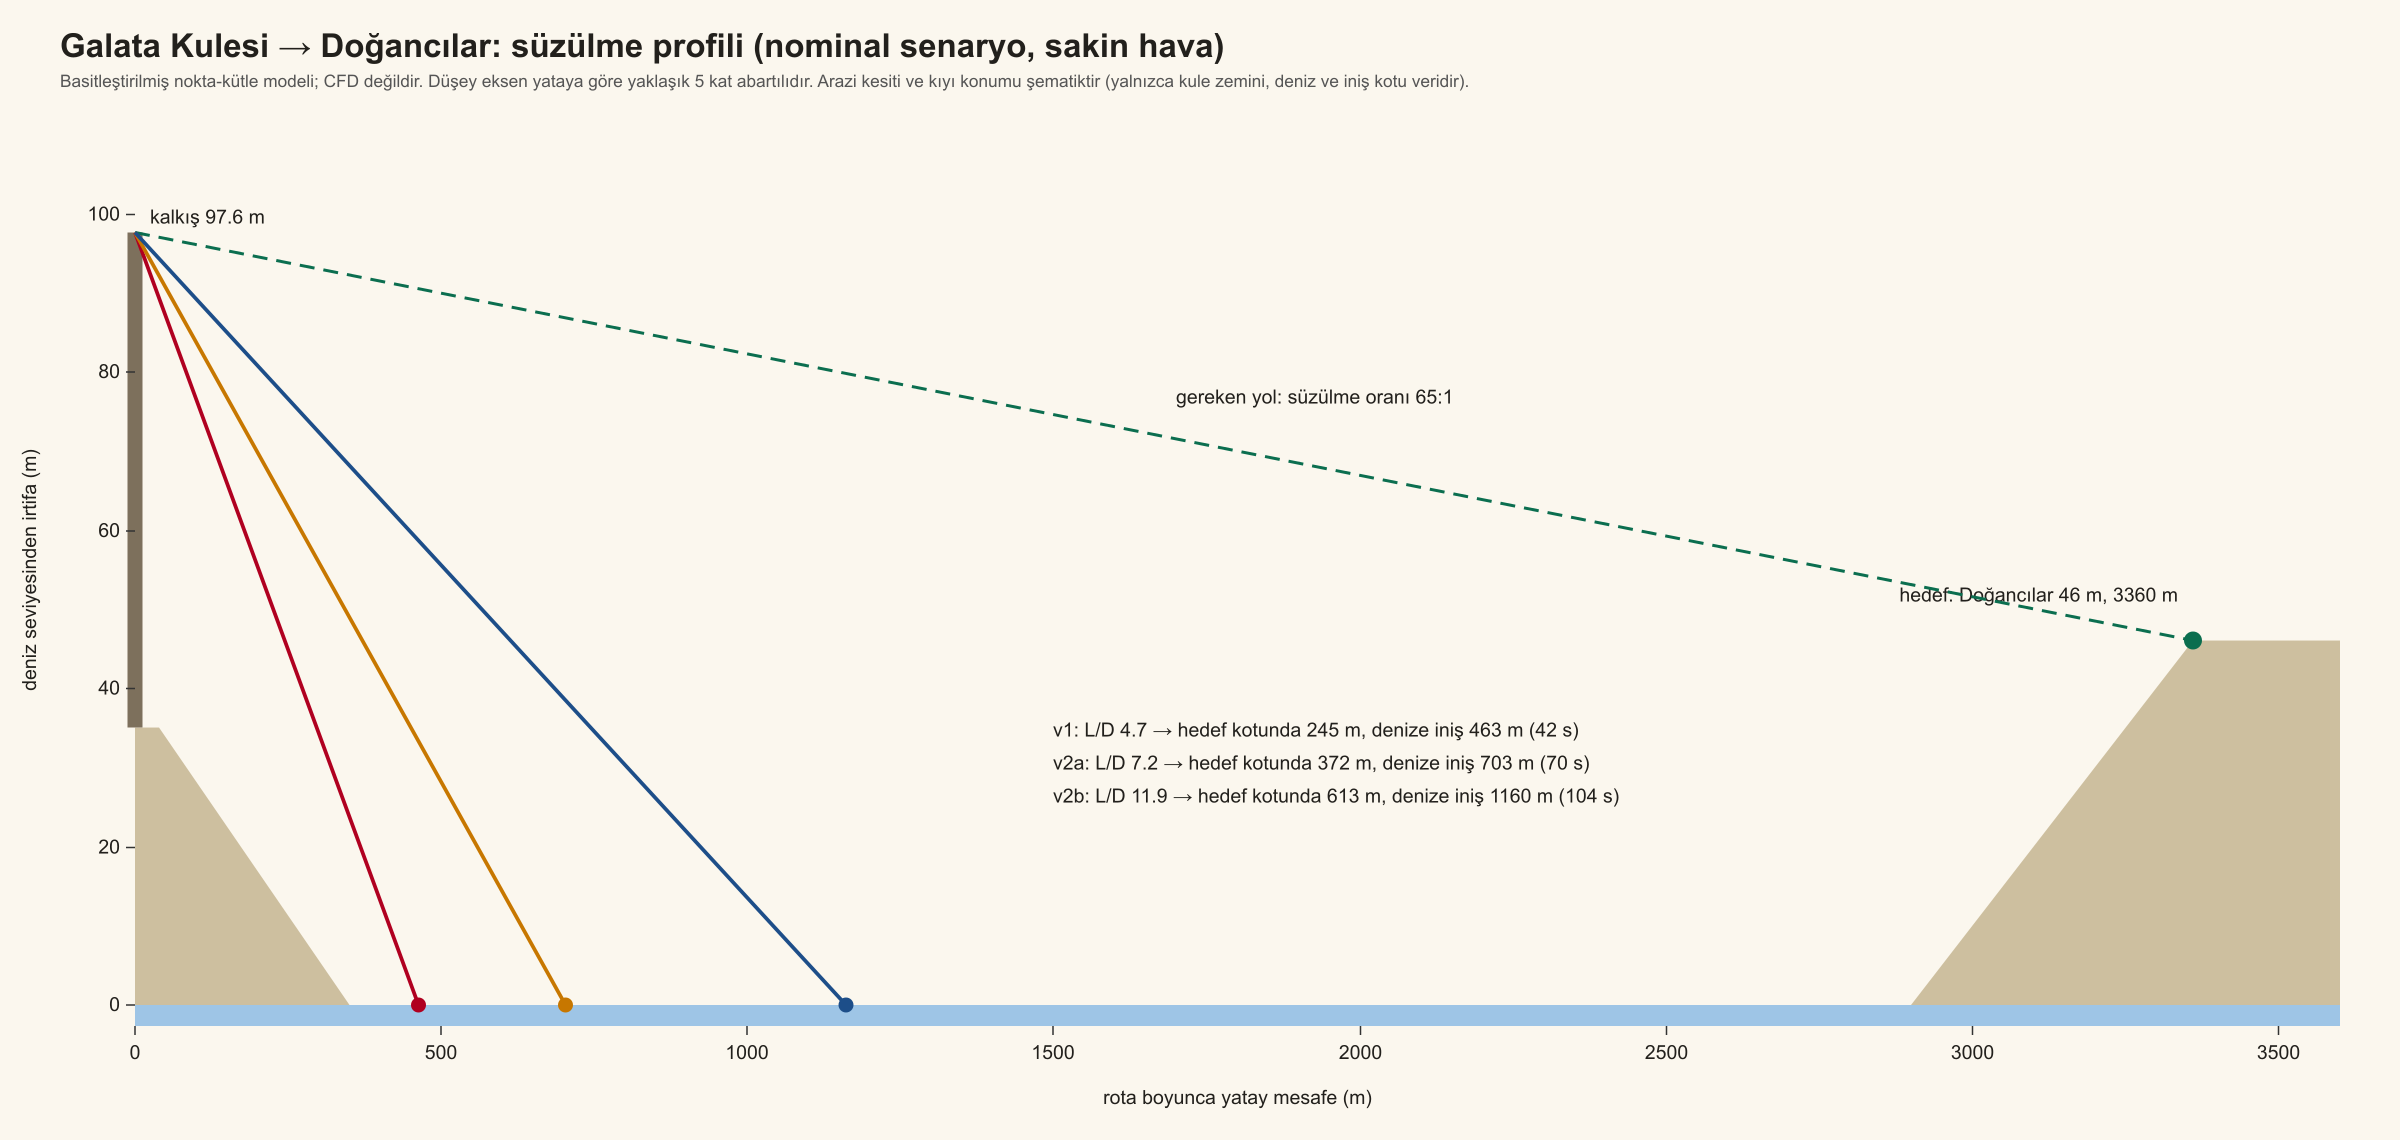 Galata Kulesi → Doğancılar: süzülme profili (nominal senaryo, sakin hava)
Basitleştirilmiş nokta-kütle modeli; CFD değildir. Düşey eksen yataya göre yaklaşık 5 kat abartılıdır. Arazi kesiti ve kıyı konumu şematiktir (yalnızca kule zemini, deniz ve iniş kotu veridir).
100
kalkış 97.6 m
80
gereken yol: süzülme oranı 65:1
60
hedef: Doğancılar 46 m, 3360 m
deniz seviyesinden irtifa (m)
40
v1: L/D 4.7 → hedef kotunda 245 m, denize iniş 463 m (42 s)
v2a: L/D 7.2 → hedef kotunda 372 m, denize iniş 703 m (70 s)
v2b: L/D 11.9 → hedef kotunda 613 m, denize iniş 1160 m (104 s)
20
0
0 500 1000 1500 2000 2500 3000 3500
rota boyunca yatay mesafe (m)